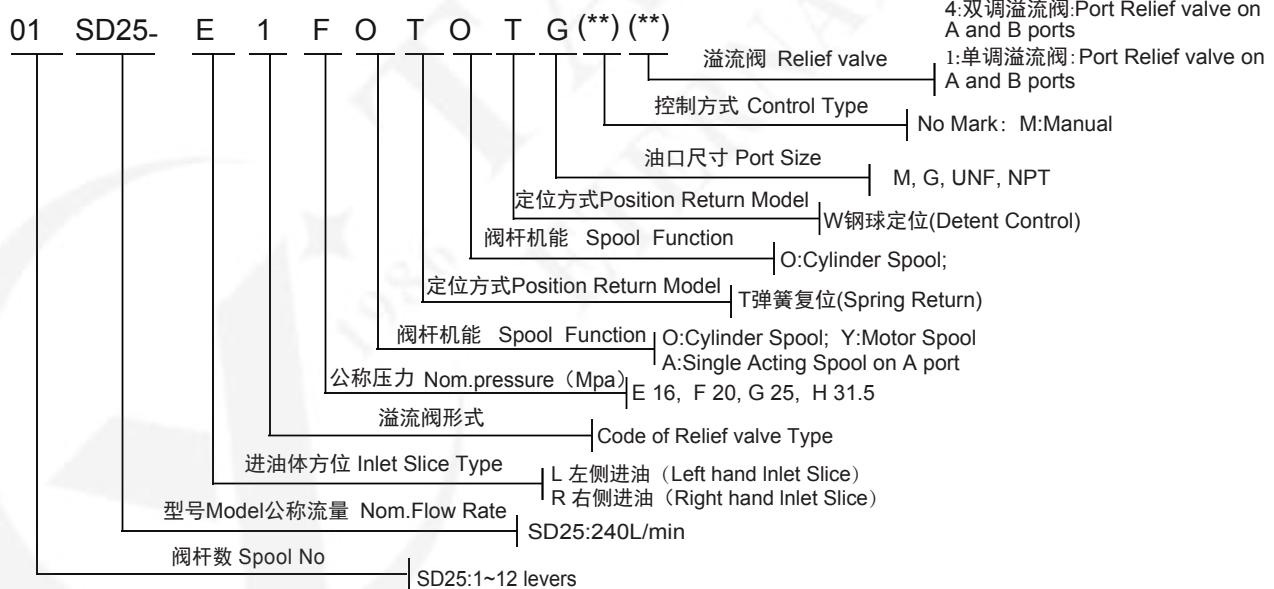 4:双调溢流阀:Port Relief valve on
A and B ports
01 SD25- E 1 F O T O T G (**) (**)
溢流阀 Relief valve
1:单调溢流阀: Port Relief valve on
A and B ports
控制方式 Control Type
No Mark: M:Manual
油口尺寸 Port Size
M, G, UNF, NPT
定位方式Position Return Model
W钢球定位(Detent Control)
阀杆机能 Spool Function
O:Cylinder Spool;
定位方式Position Return Model
T弹簧复位(Spring Return)
阀杆机能 Spool Function
O:Cylinder Spool; Y:Motor Spool
A:Single Acting Spool on A port
公称压力 Nom.pressure（Mpa）
E 16, F 20, G 25, H 31.5
溢流阀形式
Code of Relief valve Type
进油体方位 Inlet Slice Type
L 左侧进油（Left hand Inlet Slice）
R 右侧进油（Right hand Inlet Slice）
型号Model公称流量 Nom.Flow Rate
SD25:240L/min
阀杆数 Spool No
SD25:1~12 levers
1986